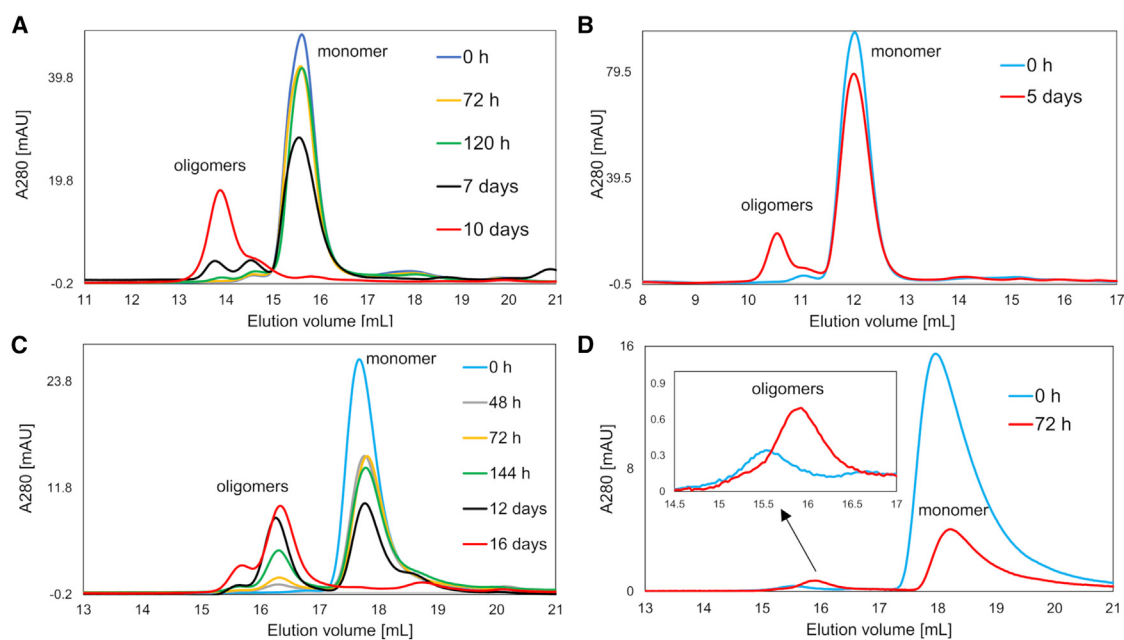 A
monomer
0 h
39.8
72 h
120 h
oligomers
19.8
7 days
10 days
-0.2
A280 [mAU]
11 12 13 14 15 16 17 18 19 20 21
Elution volume [mL]
B
monomer
0 h
79.5
5 days
39.5
oligomers
-0.5
A280 [mAU]
8 9 10 11 12 13 14 15 16 17
Elution volume [mL]
C
monomer
0 h
23.8
48 h
72 h
144 h
11.8
oligomers
12 days
16 days
-0.2
A280 [mAU]
13 14 15 16 17 18 19 20 21
Elution volume [mL]
D
16
0.9
oligomers
0 h
0.6
72 h
0.3
8
0
14.5 15 15.5 16 16.5 17
monomer
0
A280 [mAU]
13 14 15 16 17 18 19 20 21
Elution volume [mL]